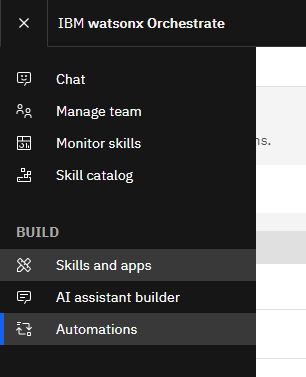 IBM watsonx Orchestrate
Chat
Manage team
Monitor skills
Skill catalog
BUILD
Skills and apps
AI assistant builder
Automations